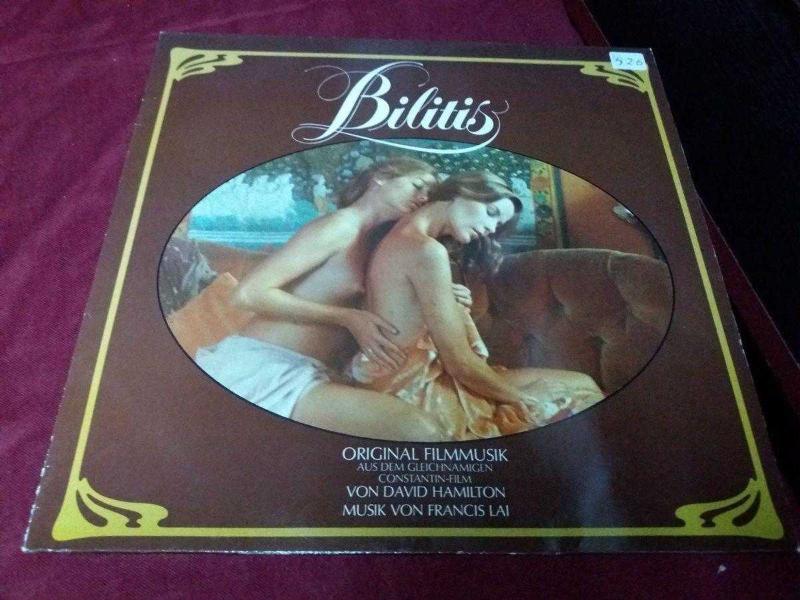 526
Bilitis
ORIGINAL FILMMUSIK
AUS DEM GLEICHNAMIGEN
CONSTANTIN-FILM
VON DAVID HAMILTON
MUSIK VON FRANCIS LAI